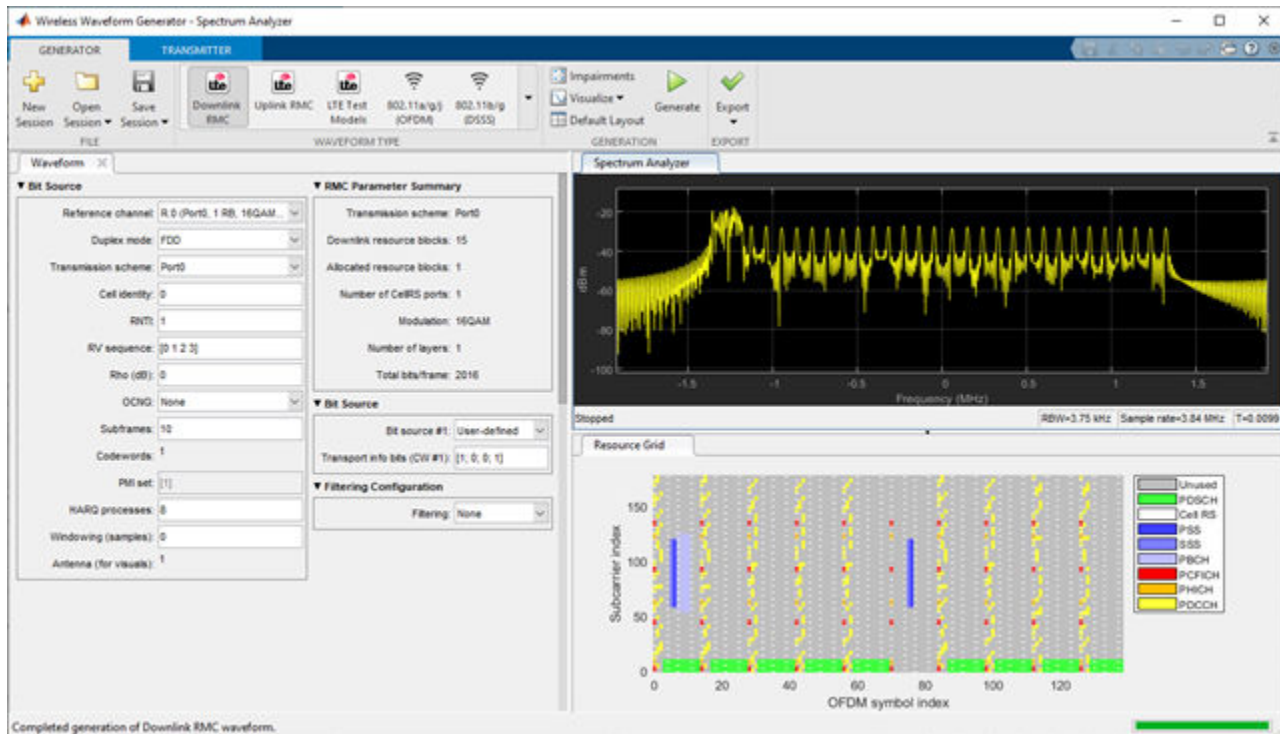 Wireless Waveform Generator - Spectrum Analyzer
GENERATOR TRANSMITTER
New Session
Open Session
Save Session
Downlink RMC
Uplink RMC
LTE Test Models
802.11a/g/j (OFDM)
802.11b/g (DSSS)
Impairments
Visualize
Default Layout
Generate
Export
FILE WAVEFORM TYPE GENERATION EXPORT
Waveform
Bit Source
Reference channel: R.0 (Port0, 1 RB, 16QAM...
Duplex mode: FDD
Transmission scheme: Port0
Cell identity: 0
RNTI: 1
RV sequence: [0 1 2 3]
Rho (dB): 0
OCNG: None
Subframes: 10
Codewords: 1
PMI set: [1]
HARQ processes: 8
Windowing (samples): 0
Antenna (for visuals): 1
RMC Parameter Summary
Transmission scheme: Port0
Downlink resource blocks: 15
Allocated resource blocks: 1
Number of CellRS ports: 1
Modulation: 16QAM
Number of layers: 1
Total bits/frame: 2016
Bit Source
Bit source #1: User-defined
Transport info bits (CW #1): [1; 0; 0; 1]
Filtering Configuration
Filtering: None
Spectrum Analyzer
dBm
-20
-40
-60
-80
-100
-1.5 -1 -0.5 0 0.5 1 1.5
Frequency (MHz)
Stopped RBW=3.75 kHz Sample rate=3.84 MHz T=0.0099
Resource Grid
Subcarrier index
150
100
50
0
0 20 40 60 80 100 120
OFDM symbol index
Unused
PDSCH
Cell RS
PSS
SSS
PBCH
PCFICH
PHICH
PDCCH
Completed generation of Downlink RMC waveform.